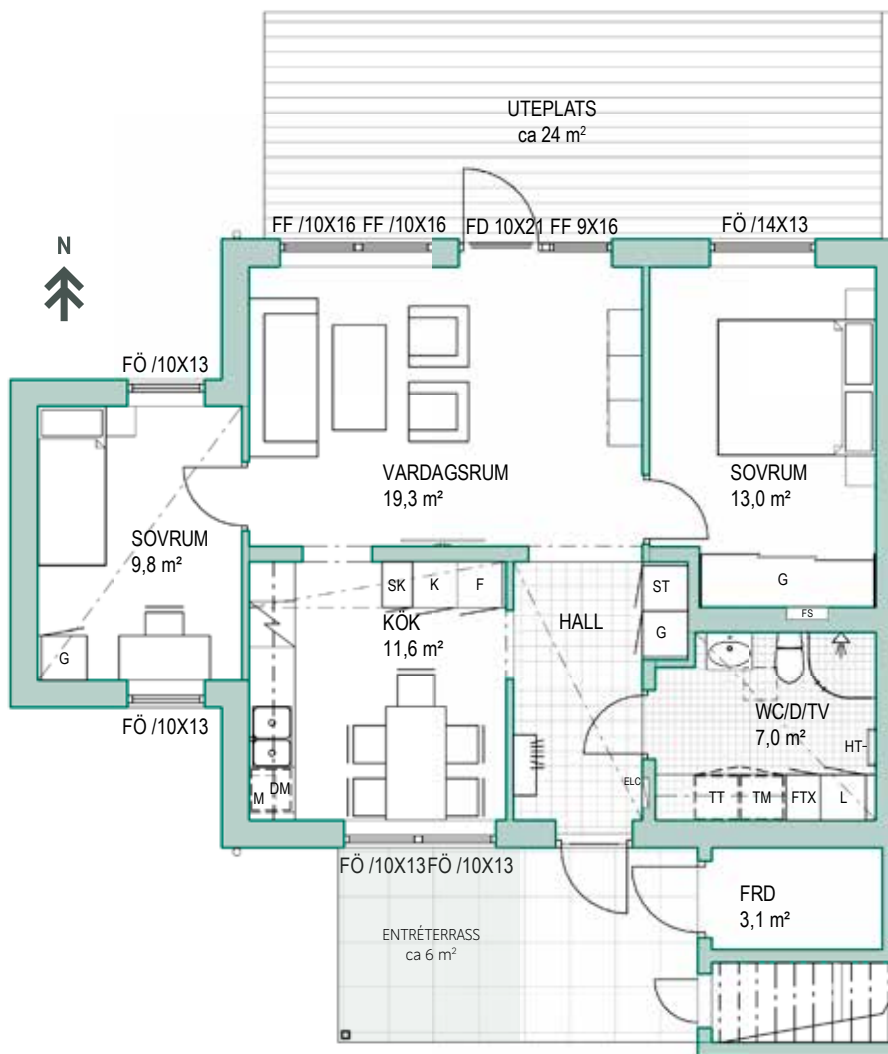 UTEPLATS
ca 24 m²
FF /10X16 FF /10X16 FD 10X21 FF 9X16 FÖ /14X13
N
FÖ /10X13
VARDAGSRUM
19,3 m²
SOVRUM
13,0 m²
SOVRUM
9,8 m²
G
SK K F
ST
G
FS
KÖK
11,6 m²
HALL
G
WC/D/TV
7,0 m²
HT
FÖ /10X13
M DM
ELC
TT TM FTX L
FÖ /10X13 FÖ /10X13
FRD
3,1 m²
ENTRÉTERRASS
ca 6 m²